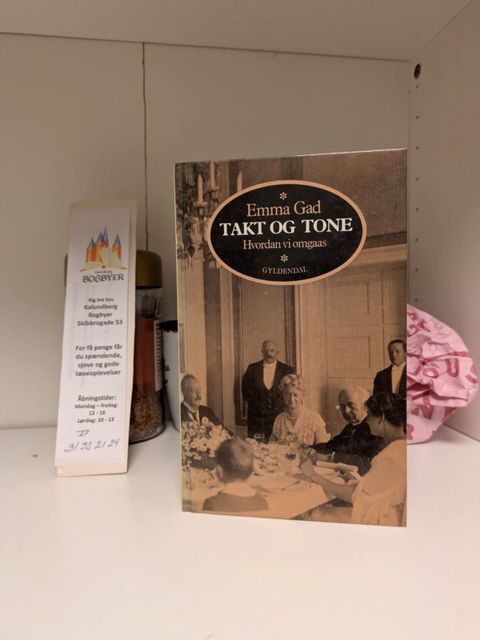 BOGBYER
Kig ind hos
Kalundborg
Bogbyer
Skibbrogade 53
For få penge får
du spændende,
sjove og gode
læseoplevelser
Åbningstider:
Mandag – fredag:
12 - 16
Lørdag: 10 - 13
31 32 21 24
Emma Gad
TAKT OG TONE
Hvordan vi omgaas
GYLDENDAL